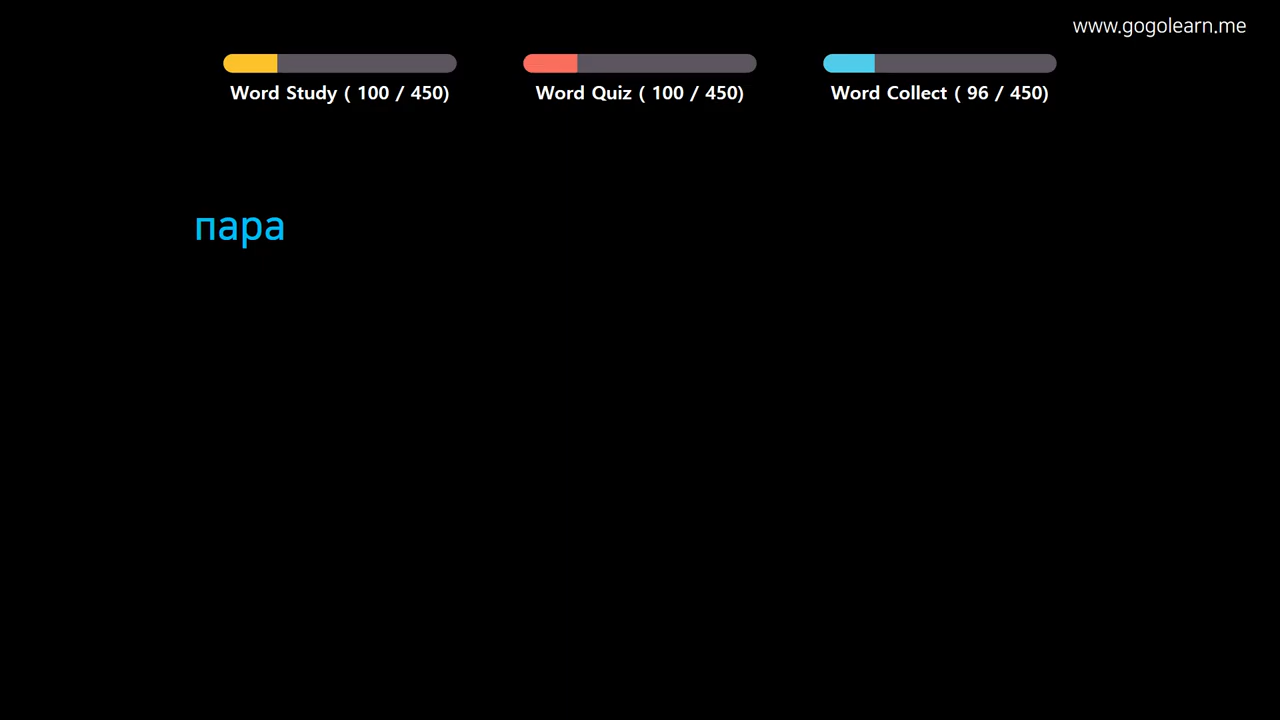 www.gogolearn.me
Word Study ( 100 / 450)
Word Quiz ( 100 / 450)
Word Collect ( 96 / 450)
пара